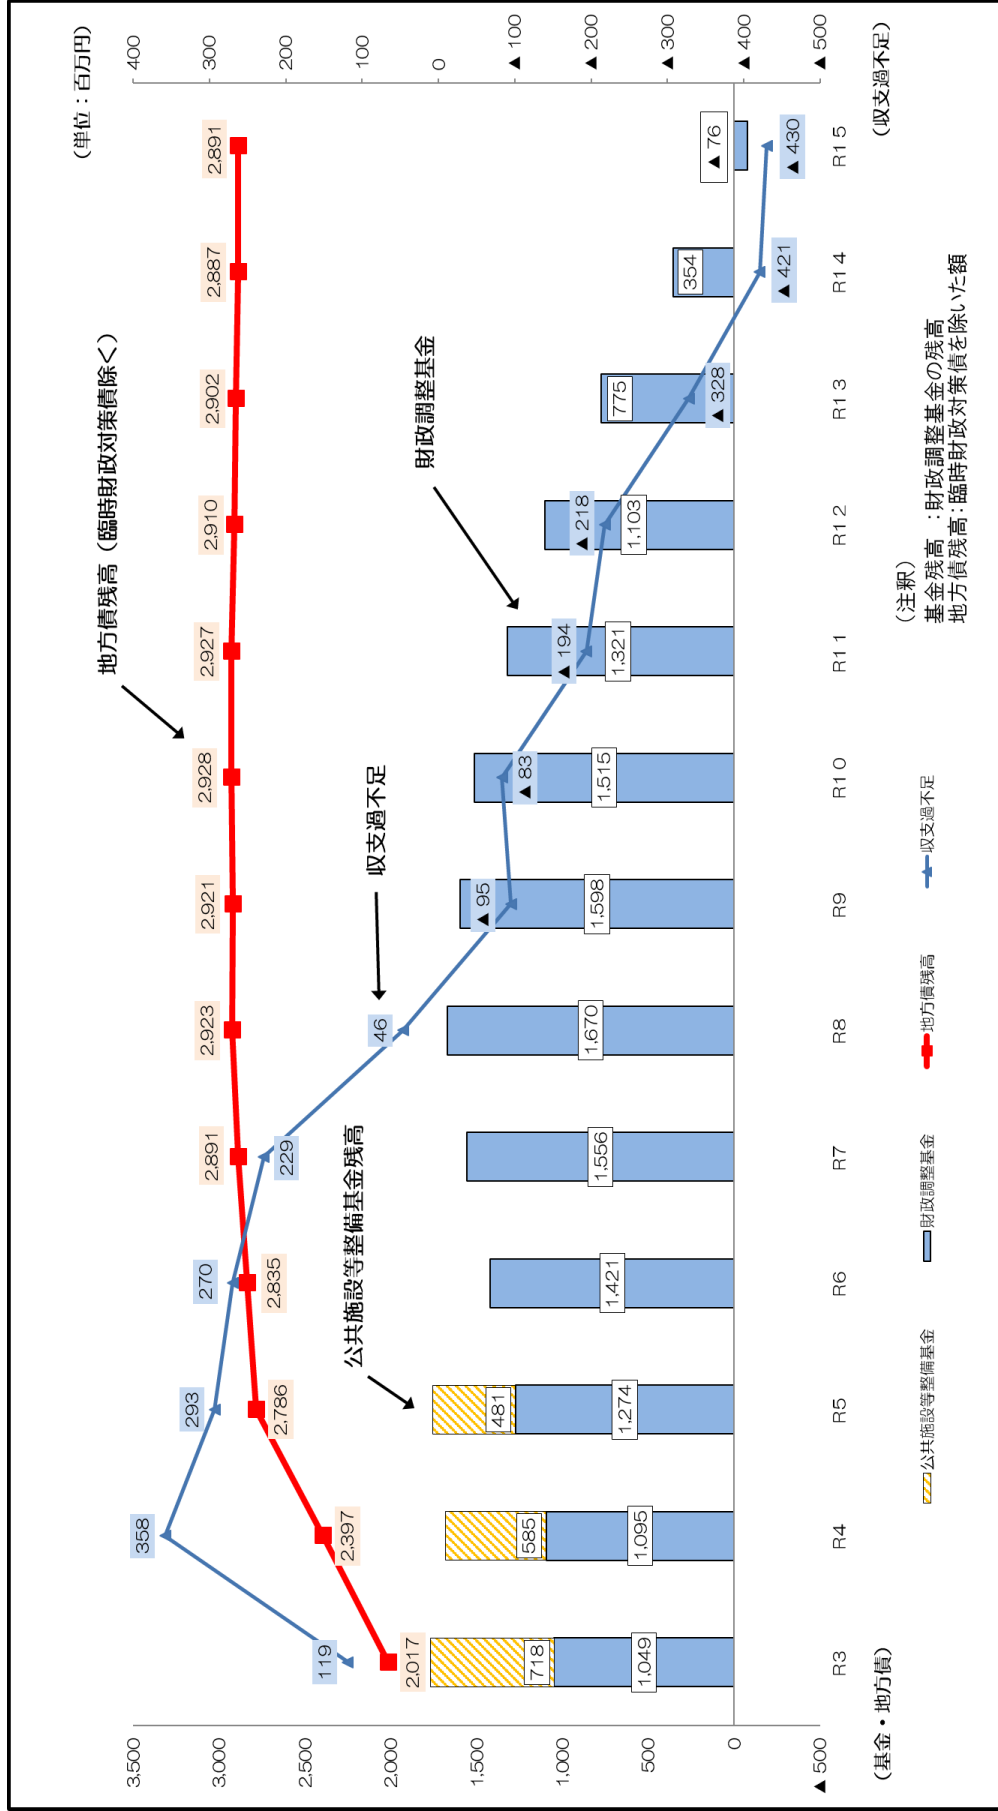 (単位：百万円)
3,500
3,000
2,500
2,000
1,500
1,000
500
0
▲ 500
(基金・地方債)
400
300
200
100
0
▲ 100
▲ 200
▲ 300
▲ 400
▲ 500
(収支過不足)
地方債残高（臨時財政対策債除く）
収支過不足
財政調整基金
公共施設等整備基金残高
119
358
293
270
229
46
▲ 95
▲ 83
▲ 194
▲ 218
▲ 328
▲ 421
▲ 430
2,017
2,397
2,786
2,835
2,891
2,923
2,921
2,928
2,927
2,910
2,902
2,887
2,891
718
585
481
1,049
1,095
1,274
1,421
1,556
1,670
1,598
1,515
1,321
1,103
775
354
▲ 76
R3
R4
R5
R6
R7
R8
R9
R10
R11
R12
R13
R14
R15
公共施設等整備基金
財政調整基金
地方債残高
収支過不足
（注釈）
基金残高　：財政調整基金の残高
地方債残高：臨時財政対策債を除いた額